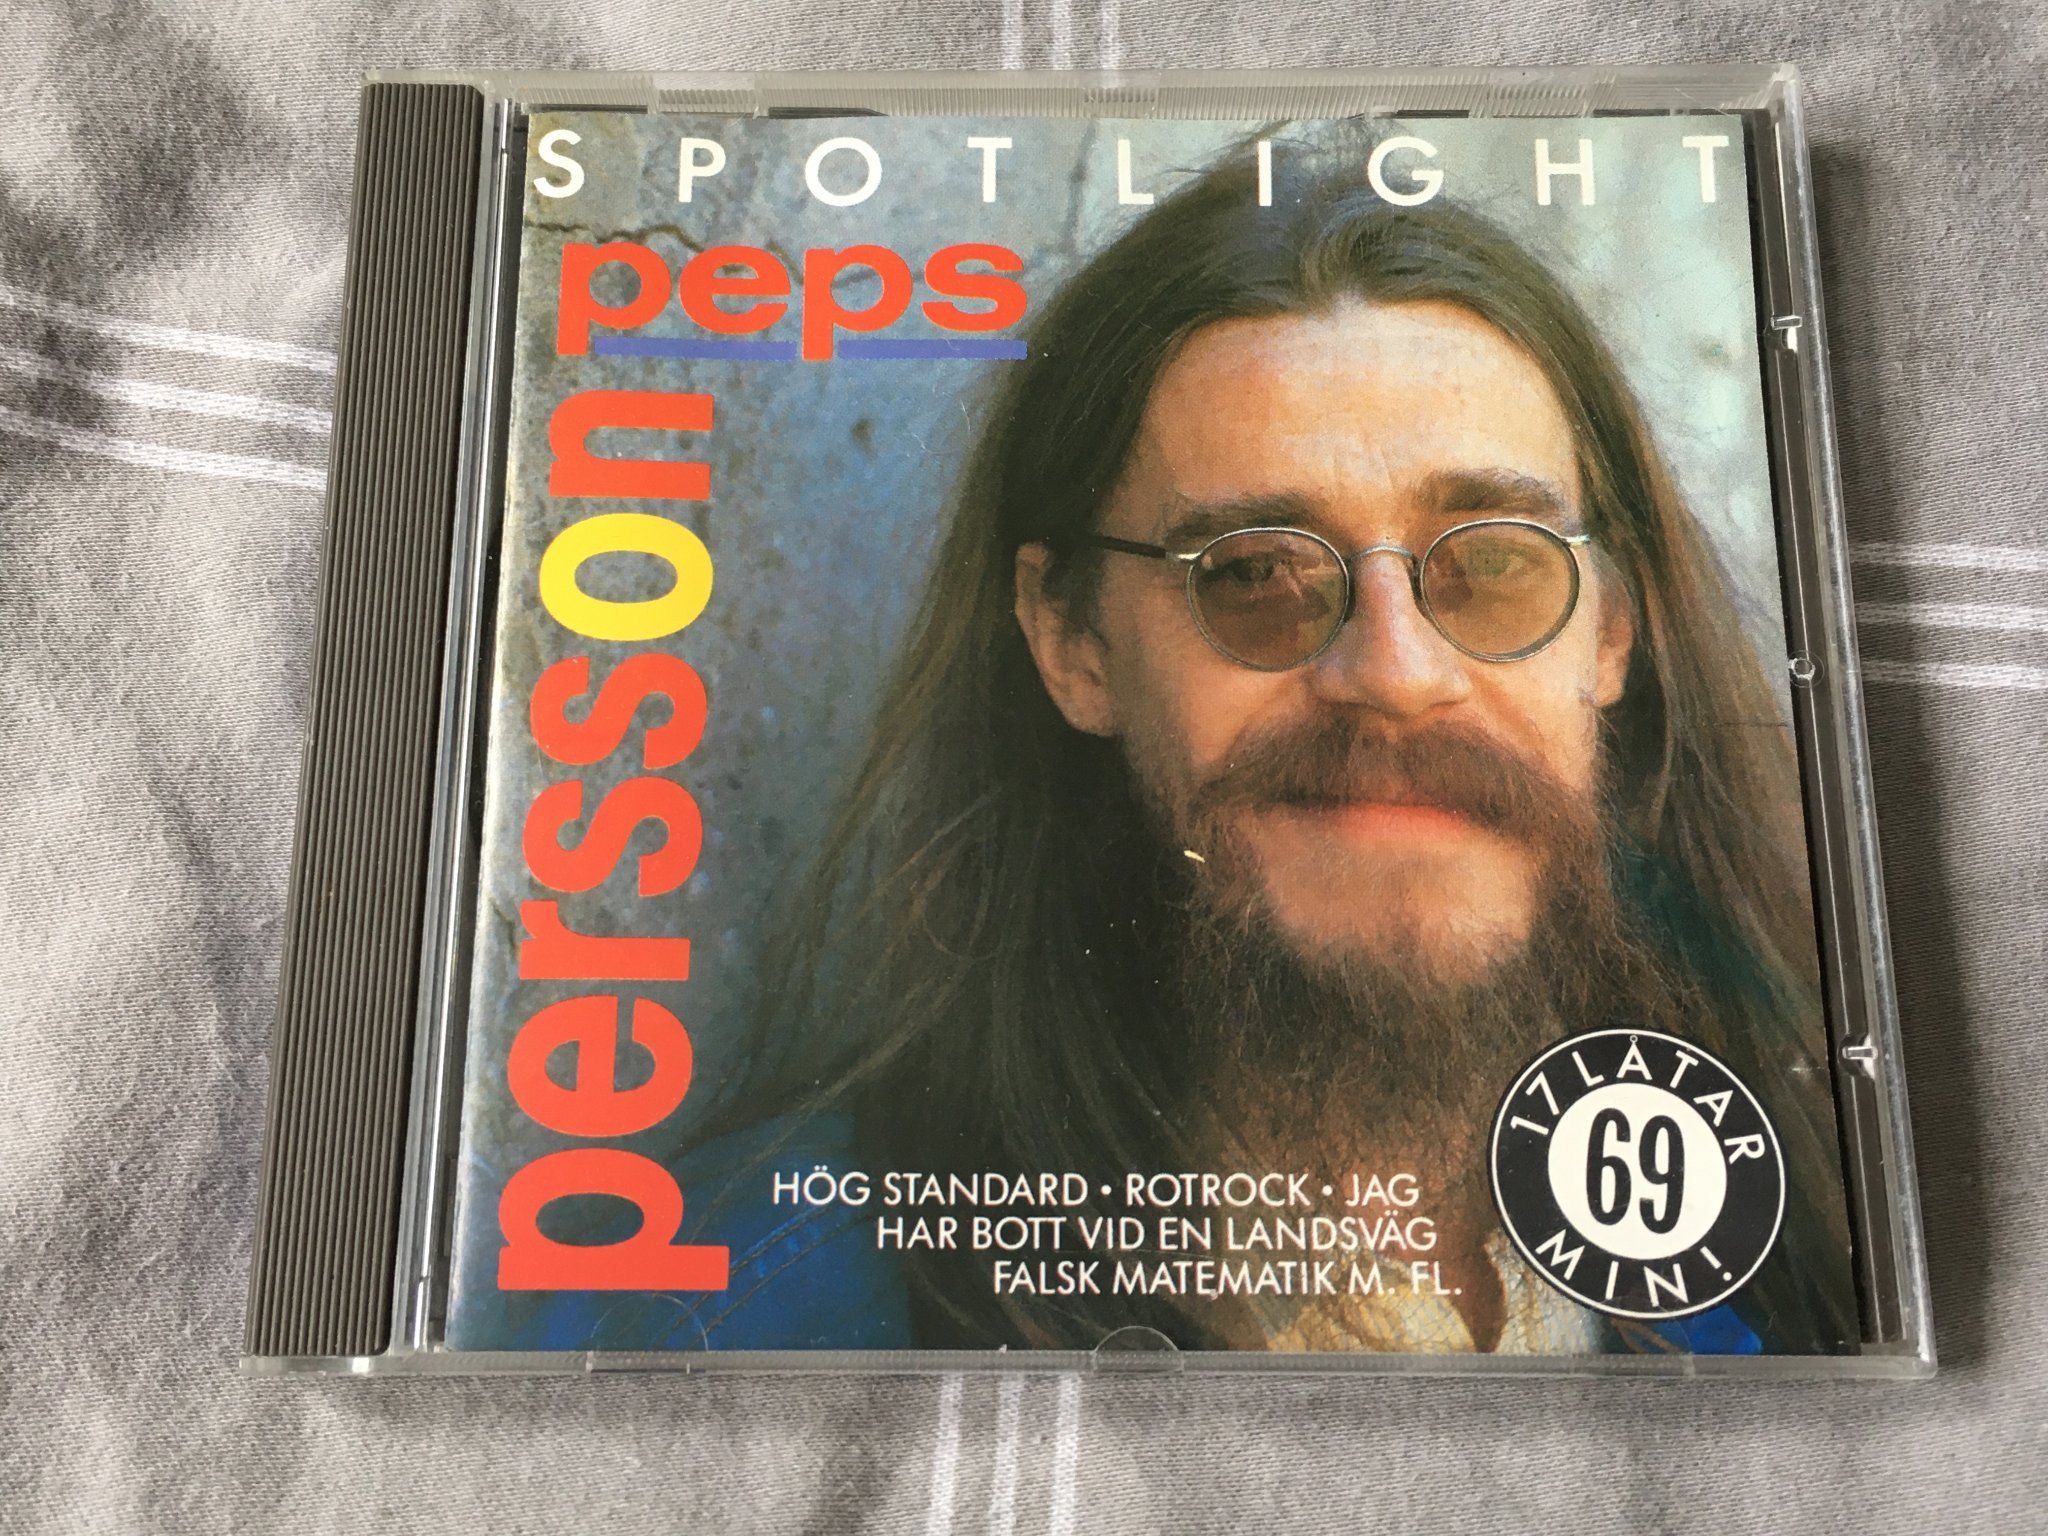 SPOTLIGHT
peps
persson
HÖG STANDARD • ROTROCK • JAG
HAR BOTT VID EN LANDSVÄG
FALSK MATEMATIK M. FL.
17 LÅTAR
69
MIN!